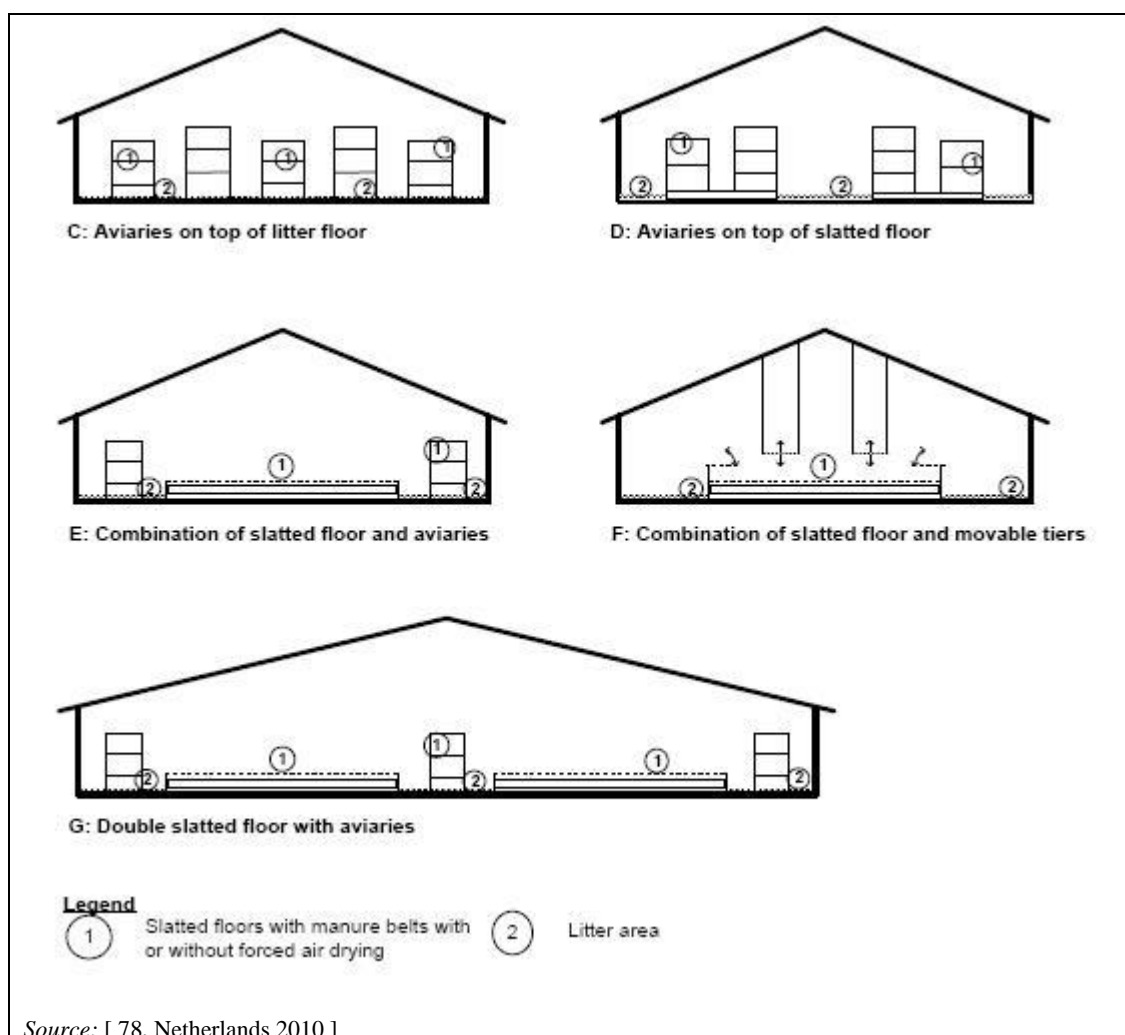 1
1
1
2
2
C: Aviaries on top of litter floor
1
1
2
2
D: Aviaries on top of slatted floor
1
1
2
2
E: Combination of slatted floor and aviaries
1
2
2
F: Combination of slatted floor and movable tiers
1
1
1
2
2
2
G: Double slatted floor with aviaries
Legend
1
Slatted floors with manure belts with
or without forced air drying
2
Litter area
Source: [ 78, Netherlands 2010 ]